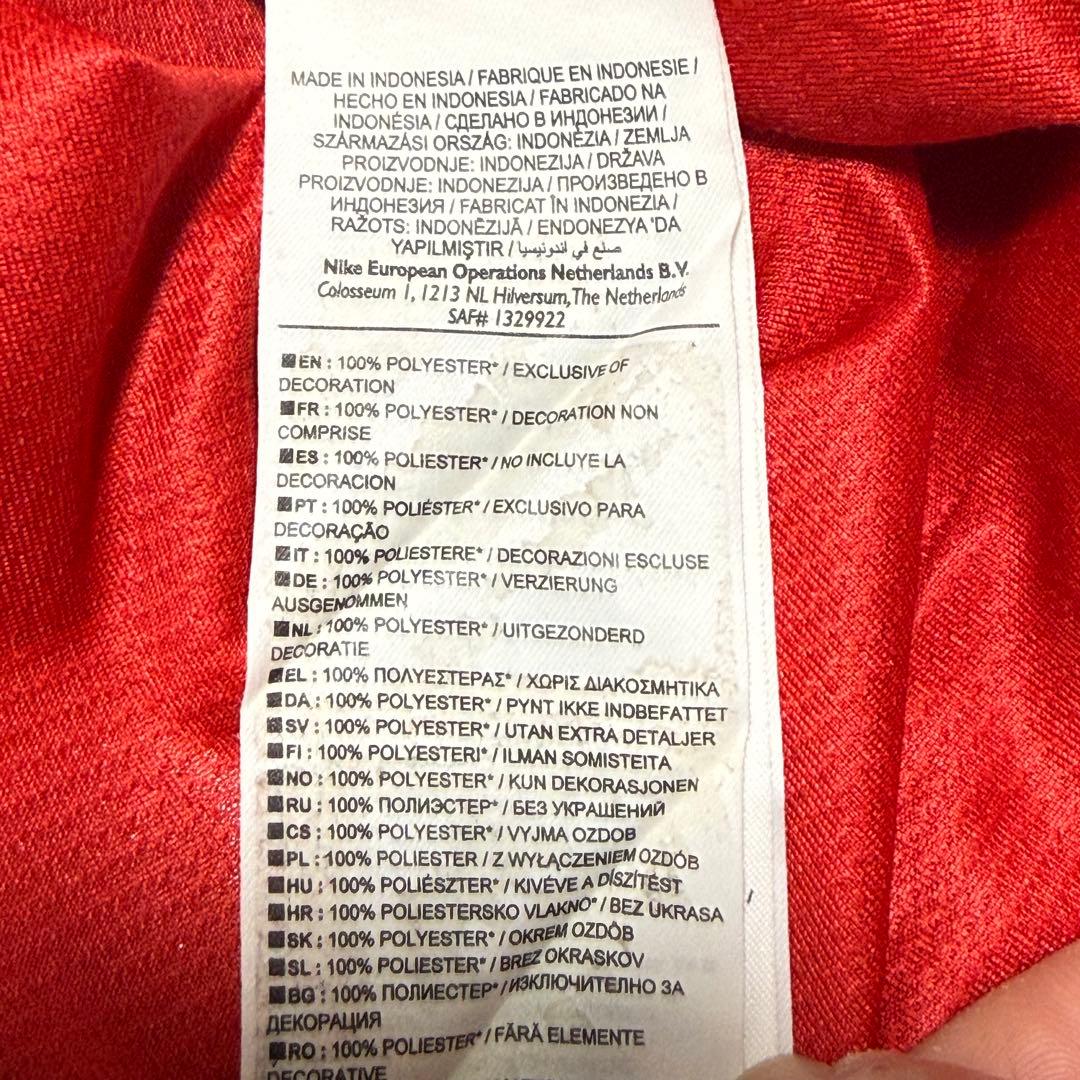 MADE IN INDONESIA / FABRIQUE EN INDONESIE /
HECHO EN INDONESIA / FABRICADO NA
INDONÉSIA / СДЕЛАНО В ИНДОНЕЗИИ /
SZÁRMAZÁSI ORSZÁG: INDONÉZIA / ZEMLJA
PROIZVODNJE: INDONEZIJA / DRŽAVA
PROIZVODNJE: INDONEZIJA / ПРОИЗВЕДЕНО В
ИНДОНЕЗИЯ / FABRICAT ÎN INDONEZIA /
RAŽOTS: INDONĒZIJĀ / ENDONEZYA 'DA
YAPILMIŞTIR / صنع في اندونيسيا
Nike European Operations Netherlands B.V.
Colosseum 1, 1213 NL Hilversum, The Netherlands
SAF# 1329922
EN : 100% POLYESTER* / EXCLUSIVE OF
DECORATION
FR : 100% POLYESTER* / DECORATION NON
COMPRISE
ES : 100% POLIESTER* / NO INCLUYE LA
DECORACION
PT : 100% POLIÉSTER* / EXCLUSIVO PARA
DECORAÇÃO
IT : 100% POLIESTERE* / DECORAZIONI ESCLUSE
DE : 100% POLYESTER* / VERZIERUNG
AUSGENOMMEN
NL : 100% POLYESTER* / UITGEZONDERD
DECORATIE
EL : 100% ΠΟΛΥΕΣΤΕΡΑΣ* / ΧΩΡΙΣ ΔΙΑΚΟΣΜΗΤΙΚΑ
DA : 100% POLYESTER* / PYNT IKKE INDBEFATTET
SV : 100% POLYESTER* / UTAN EXTRA DETALJER
FI : 100% POLYESTERI* / ILMAN SOMISTEITA
NO : 100% POLYESTER* / KUN DEKORASJONEN
RU : 100% ПОЛИЭСТЕР* / БЕЗ УКРАШЕНИЙ
CS : 100% POLYESTER* / VYJMA OZDOB
PL : 100% POLIESTER / Z WYŁĄCZENIEM OZDÓB
HU : 100% POLIÉSZTER* / KIVÉVE A DÍSZÍTÉST
HR : 100% POLIESTERSKO VLAKNO* / BEZ UKRASA
SK : 100% POLYESTER* / OKREM OZDÔB
SL : 100% POLIESTER* / BREZ OKRASKOV
BG : 100% ПОЛИЕСТЕР* / ИЗКЛЮЧИТЕЛНО ЗА
ДЕКОРАЦИЯ
RO : 100% POLIESTER* / FĂRĂ ELEMENTE
DECORATIVE